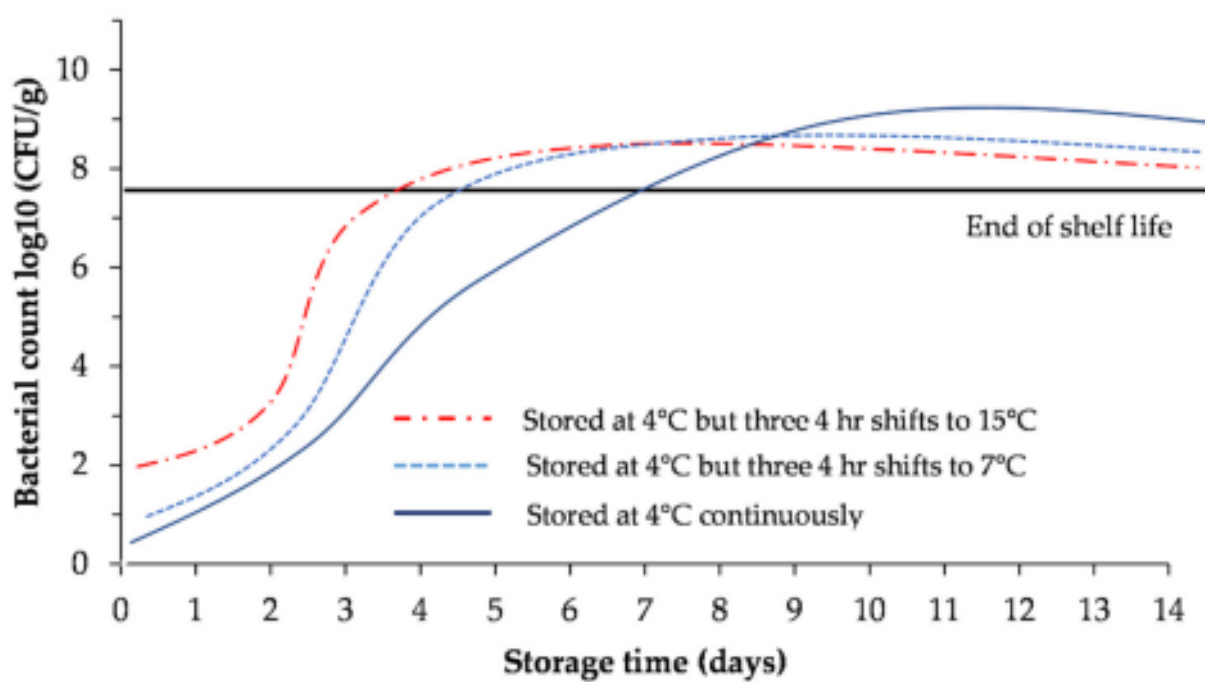 Bacterial count log10 (CFU/g)
10
8
6
4
2
0
End of shelf life
Stored at 4°C but three 4 hr shifts to 15°C
Stored at 4°C but three 4 hr shifts to 7°C
Stored at 4°C continuously
0 1 2 3 4 5 6 7 8 9 10 11 12 13 14
Storage time (days)